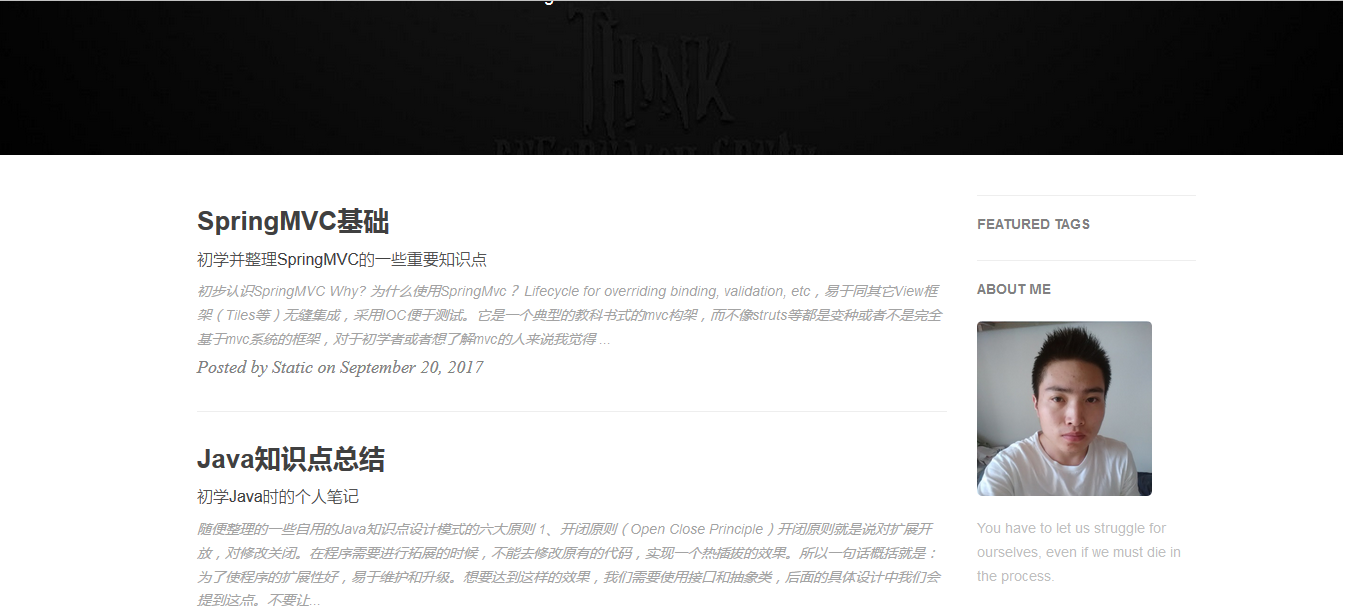 THINK
SpringMVC基础
初学并整理SpringMVC的一些重要知识点
初步认识SpringMVC Why? 为什么使用SpringMvc？Lifecycle for overriding binding, validation, etc，易于同其它View框
架（Tiles等）无缝集成，采用IOC便于测试。它是一个典型的教科书式的mvc构架，而不像struts等都是变种或者不是完全
基于mvc系统的框架，对于初学者或者想了解mvc的人来说我觉得 ...
Posted by Static on September 20, 2017
Java知识点总结
初学Java时的个人笔记
随便整理的一些自用的Java知识点设计模式的六大原则 1、开闭原则（Open Close Principle）开闭原则就是说对扩展开
放，对修改关闭。在程序需要进行拓展的时候，不能去修改原有的代码，实现一个热插拔的效果。所以一句话概括就是：
为了使程序的扩展性好，易于维护和升级。想要达到这样的效果，我们需要使用接口和抽象类，后面的具体设计中我们会
提到这点。不要让...
FEATURED TAGS
ABOUT ME
You have to let us struggle for
ourselves, even if we must die in
the process.